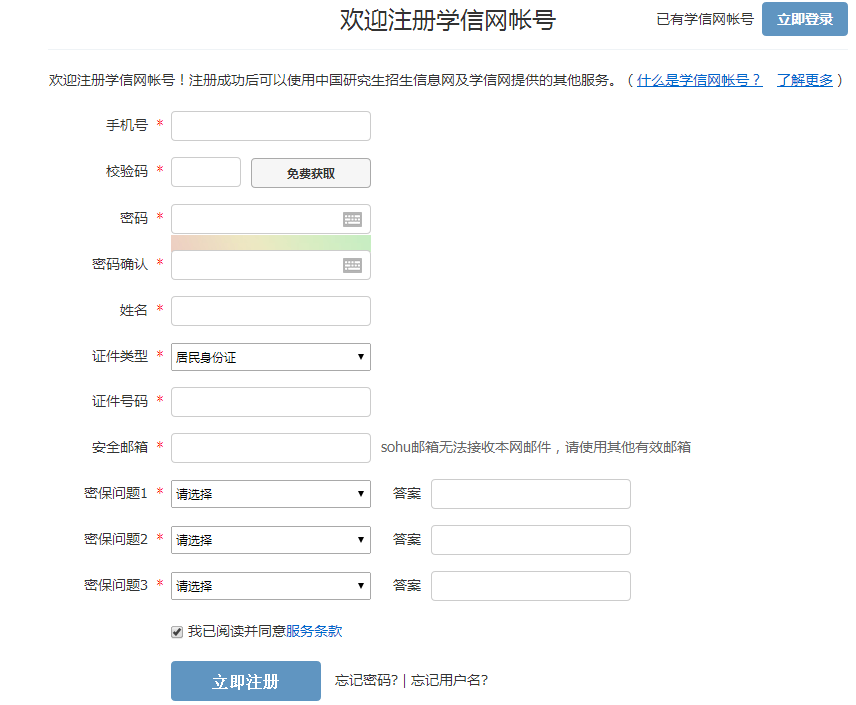 欢迎注册学信网帐号 已有学信网帐号 立即登录
欢迎注册学信网帐号！注册成功后可以使用中国研究生招生信息网及学信网提供的其他服务。（什么是学信网帐号？ 了解更多）
手机号 *
校验码 * 免费获取
密码 *
密码确认 *
姓名 *
证件类型 * 居民身份证
证件号码 *
安全邮箱 * sohu邮箱无法接收本网邮件，请使用其他有效邮箱
密保问题1 * 请选择 答案
密保问题2 * 请选择 答案
密保问题3 * 请选择 答案
我已阅读并同意服务条款
立即注册 忘记密码? | 忘记用户名?